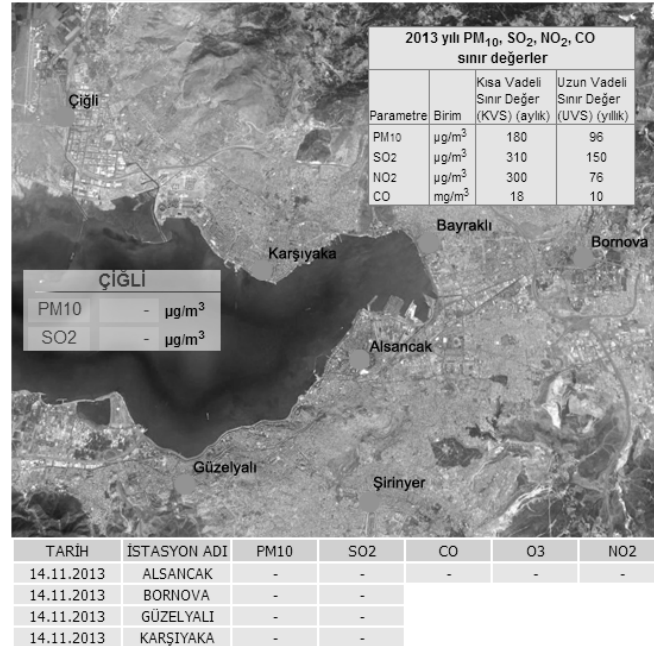 2013 yılı PM10, SO2, NO2, CO
sınır değerler
Parametre Birim Kısa Vadeli Sınır Değer (KVS) (aylık) Uzun Vadeli Sınır Değer (UVS) (yıllık)
PM10 µg/m3 180 96
SO2 µg/m3 310 150
NO2 µg/m3 300 76
CO mg/m3 18 10
Çiğli
Bayraklı
Bornova
Karşıyaka
ÇİĞLİ
PM10 - µg/m3
SO2 - µg/m3
Alsancak
Güzelyalı
Şirinyer
TARİH İSTASYON ADI PM10 SO2 CO O3 NO2
14.11.2013 ALSANCAK - - - - -
14.11.2013 BORNOVA - -
14.11.2013 GÜZELYALI - -
14.11.2013 KARŞIYAKA - -